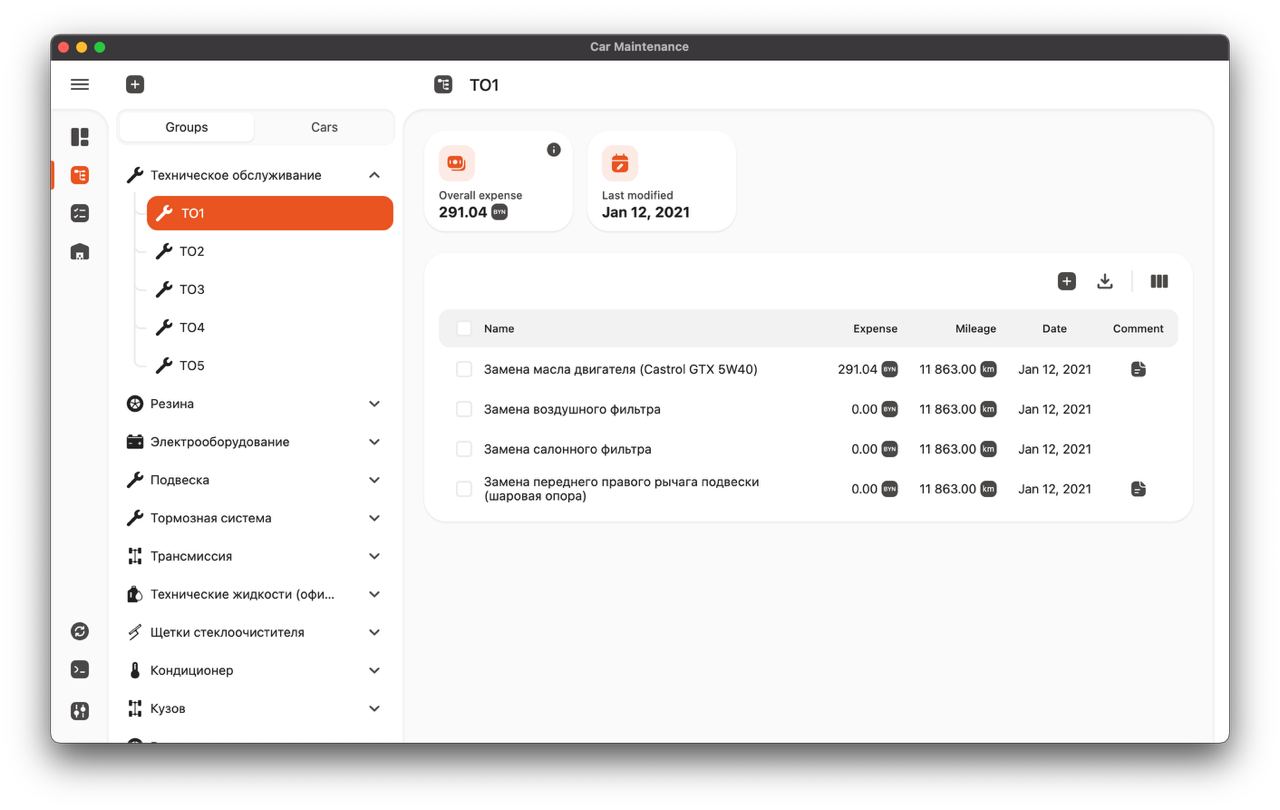 Car Maintenance
TO1
Groups
Cars
Техническое обслуживание
TO1
TO2
TO3
TO4
TO5
Резина
Электрооборудование
Подвеска
Тормозная система
Трансмиссия
Технические жидкости (офи...
Щетки стеклоочистителя
Кондиционер
Кузов
Overall expense
291.04 BYN
Last modified
Jan 12, 2021
Name Expense Mileage Date Comment
Замена масла двигателя (Castrol GTX 5W40) 291.04 BYN 11 863.00 km Jan 12, 2021
Замена воздушного фильтра 0.00 BYN 11 863.00 km Jan 12, 2021
Замена салонного фильтра 0.00 BYN 11 863.00 km Jan 12, 2021
Замена переднего правого рычага подвески
(шаровая опора) 0.00 BYN 11 863.00 km Jan 12, 2021